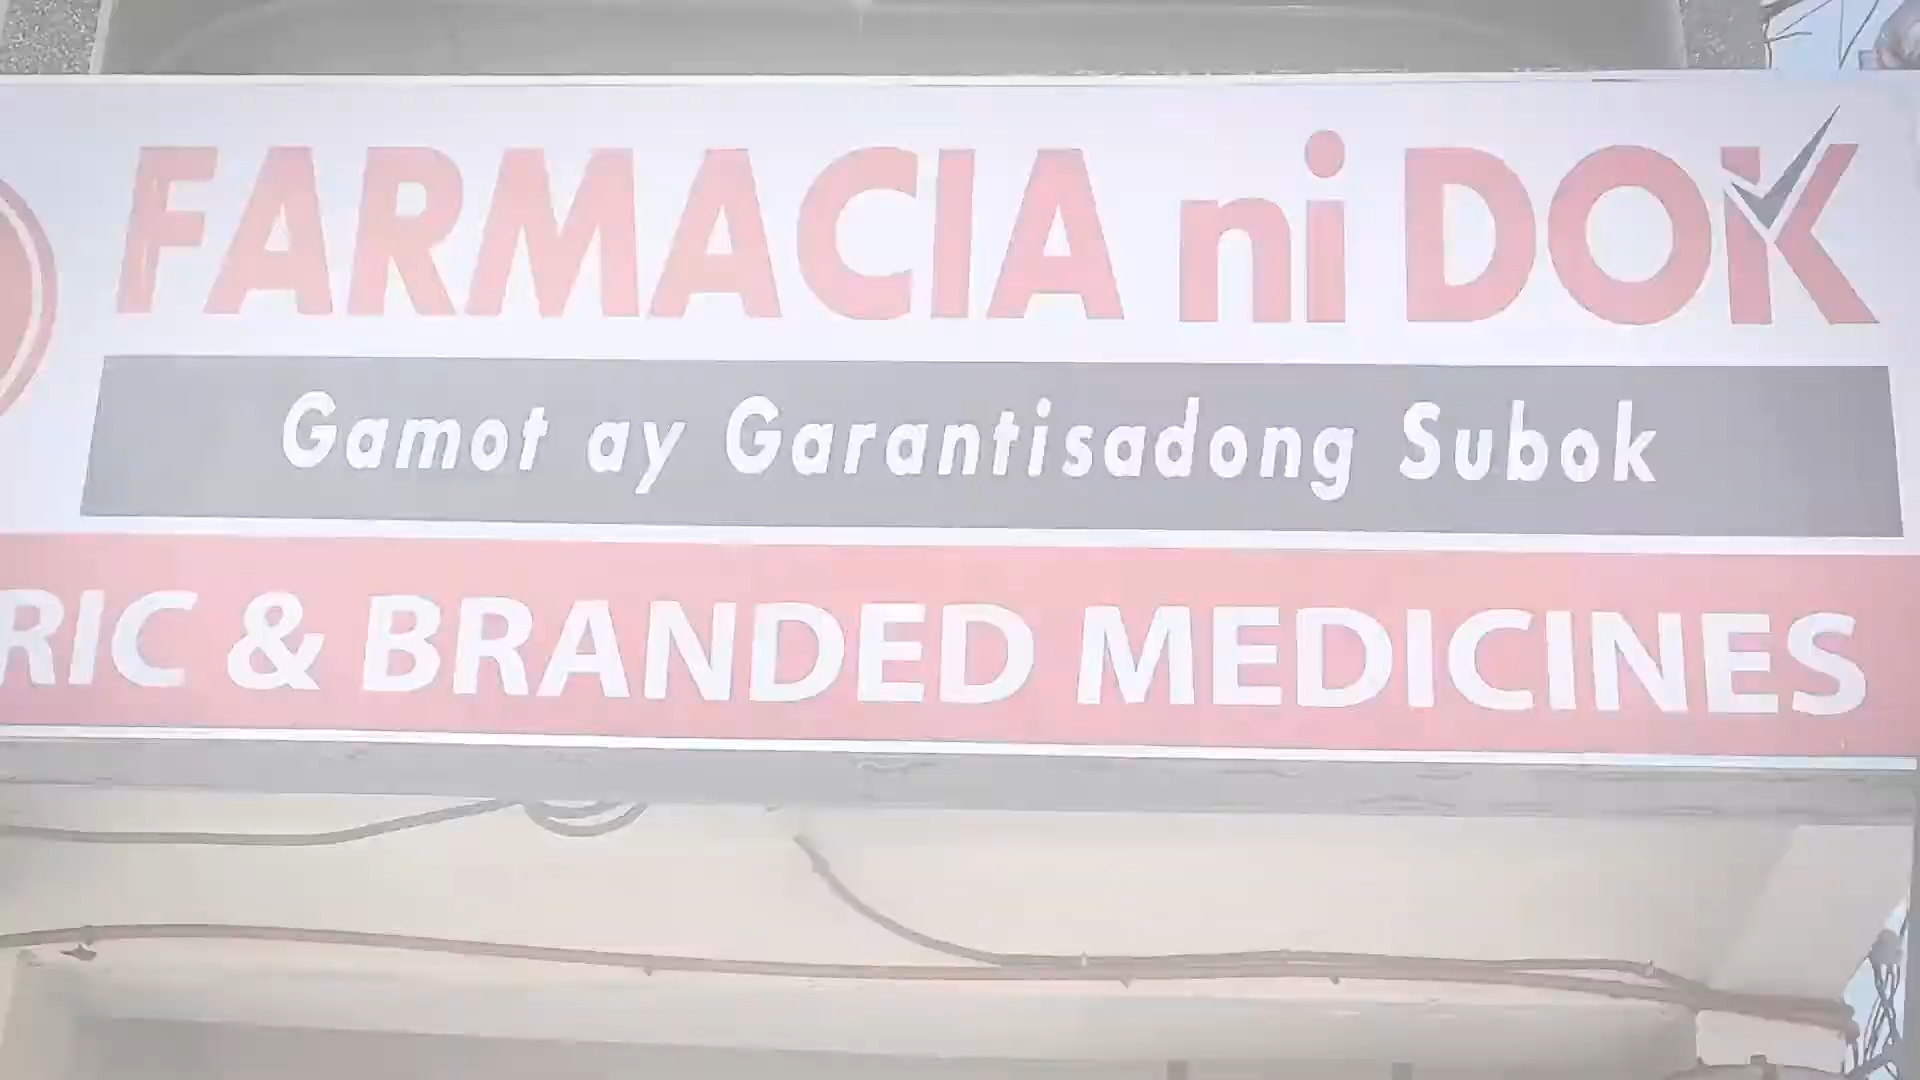 FARMACIA ni DOK
Gamot ay Garantisadong Subok
RIC & BRANDED MEDICINES